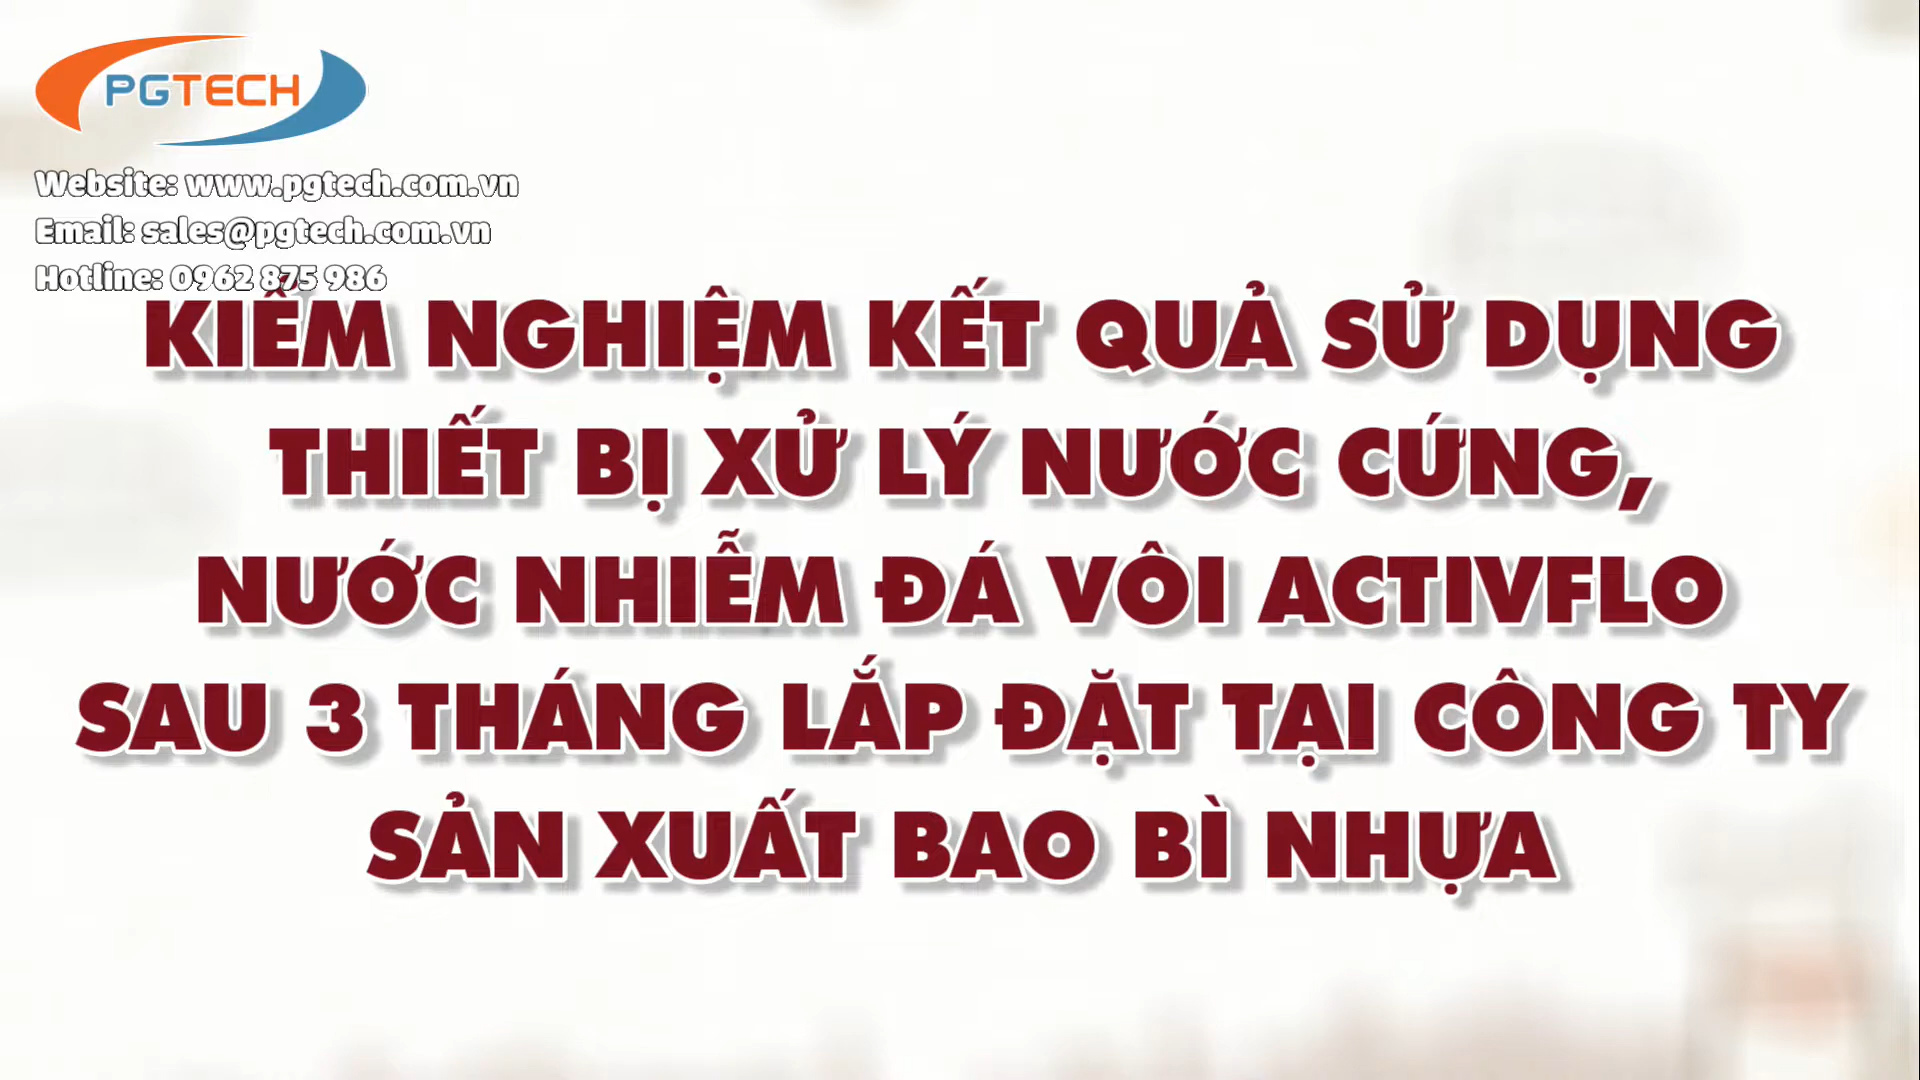 PGTECH
Website: www.pgtech.com.vn
Email: sales@pgtech.com.vn
Hotline: 0962 875 986
KIỂM NGHIỆM KẾT QUẢ SỬ DỤNG
THIẾT BỊ XỬ LÝ NƯỚC CỨNG,
NƯỚC NHIỄM ĐÁ VÔI ACTIVFLO
SAU 3 THÁNG LẮP ĐẶT TẠI CÔNG TY
SẢN XUẤT BAO BÌ NHỰA